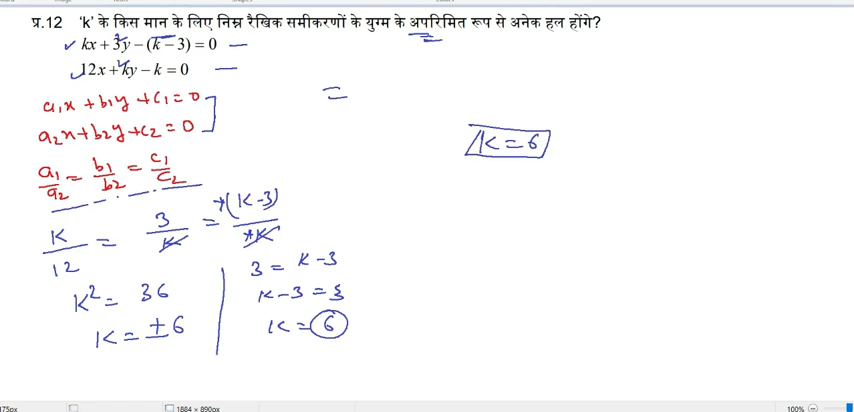 प्र.12 ‘k’ के किस मान के लिए निम्न रैखिक समीकरणों के युग्म के अपरिमित रूप से अनेक हल होंगे?
kx + 3y – (k – 3) = 0
12x + ky – k = 0
a₁x + b₁y + c₁ = 0
a₂x + b₂y + c₂ = 0
=
K = 6
a₁/a₂ = b₁/b₂ = c₁/c₂
K/12 = 3/K = +(K-3)/+K
K² = 36
K = ±6
3 = K-3
K-3 = 3
K = 6
175px
1884 × 890px
100%